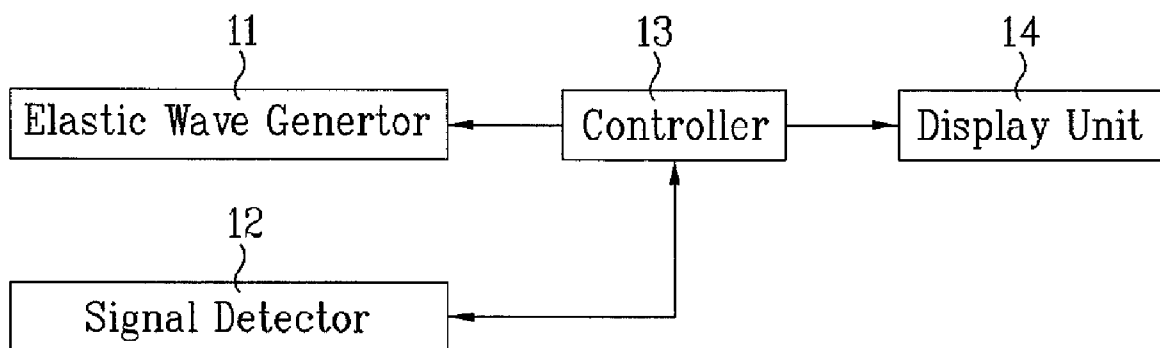 11
13
14
Elastic Wave Genertor
Controller
Display Unit
12
Signal Detector